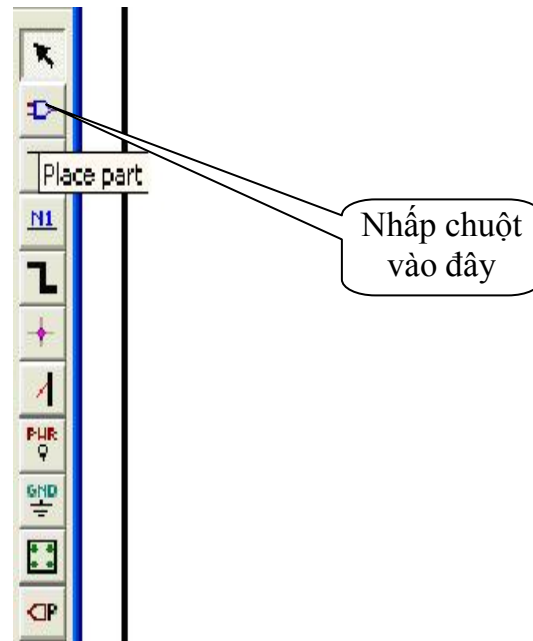 Place part
N1
Nhấp chuột
vào đây
PWR
GND
P